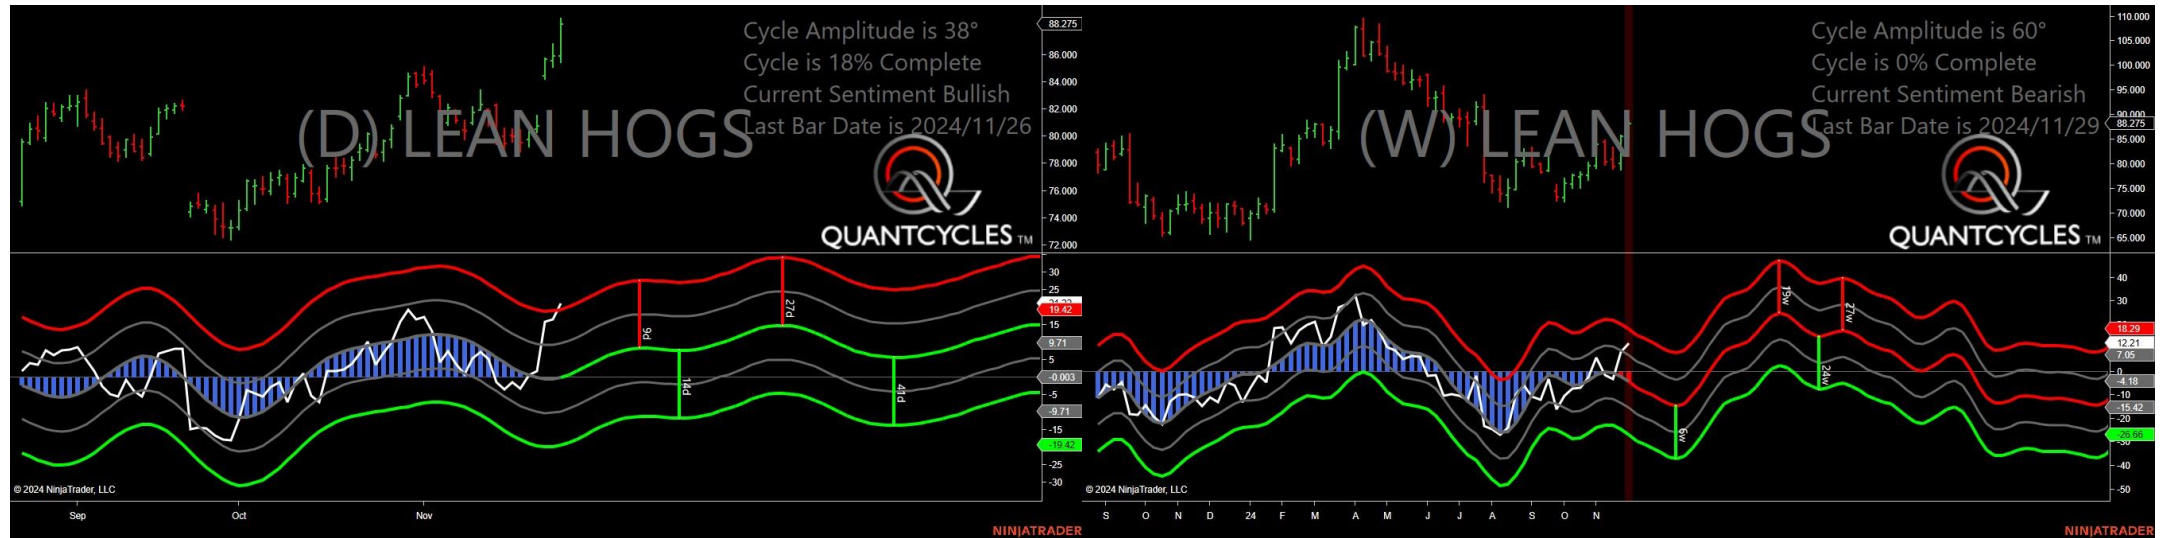 Cycle Amplitude is 38°
Cycle is 18% Complete
Current Sentiment Bullish
Last Bar Date is 2024/11/26
(D) LEAN HOGS
QUANTCYCLES TM
88.275
86.000
84.000
82.000
80.000
78.000
76.000
74.000
72.000
30
25
19.42
15
9.71
5
-0.003
-5
-9.71
-15
-19.42
-25
-30
9d
14d
27d
41d
© 2024 NinjaTrader, LLC
Sep
Oct
Nov
NINJATRADER
Cycle Amplitude is 60°
Cycle is 0% Complete
Current Sentiment Bearish
Last Bar Date is 2024/11/29
(W) LEAN HOGS
QUANTCYCLES TM
110.000
105.000
100.000
95.000
90.000
88.275
85.000
80.000
75.000
70.000
65.000
40
30
18.29
12.21
7.05
0
-4.18
-10
-15.42
-20
-26.66
-30
-40
-50
6w
19w
24w
27w
© 2024 NinjaTrader, LLC
S O N D 24 F M A M J J A S O N
NINJATRADER